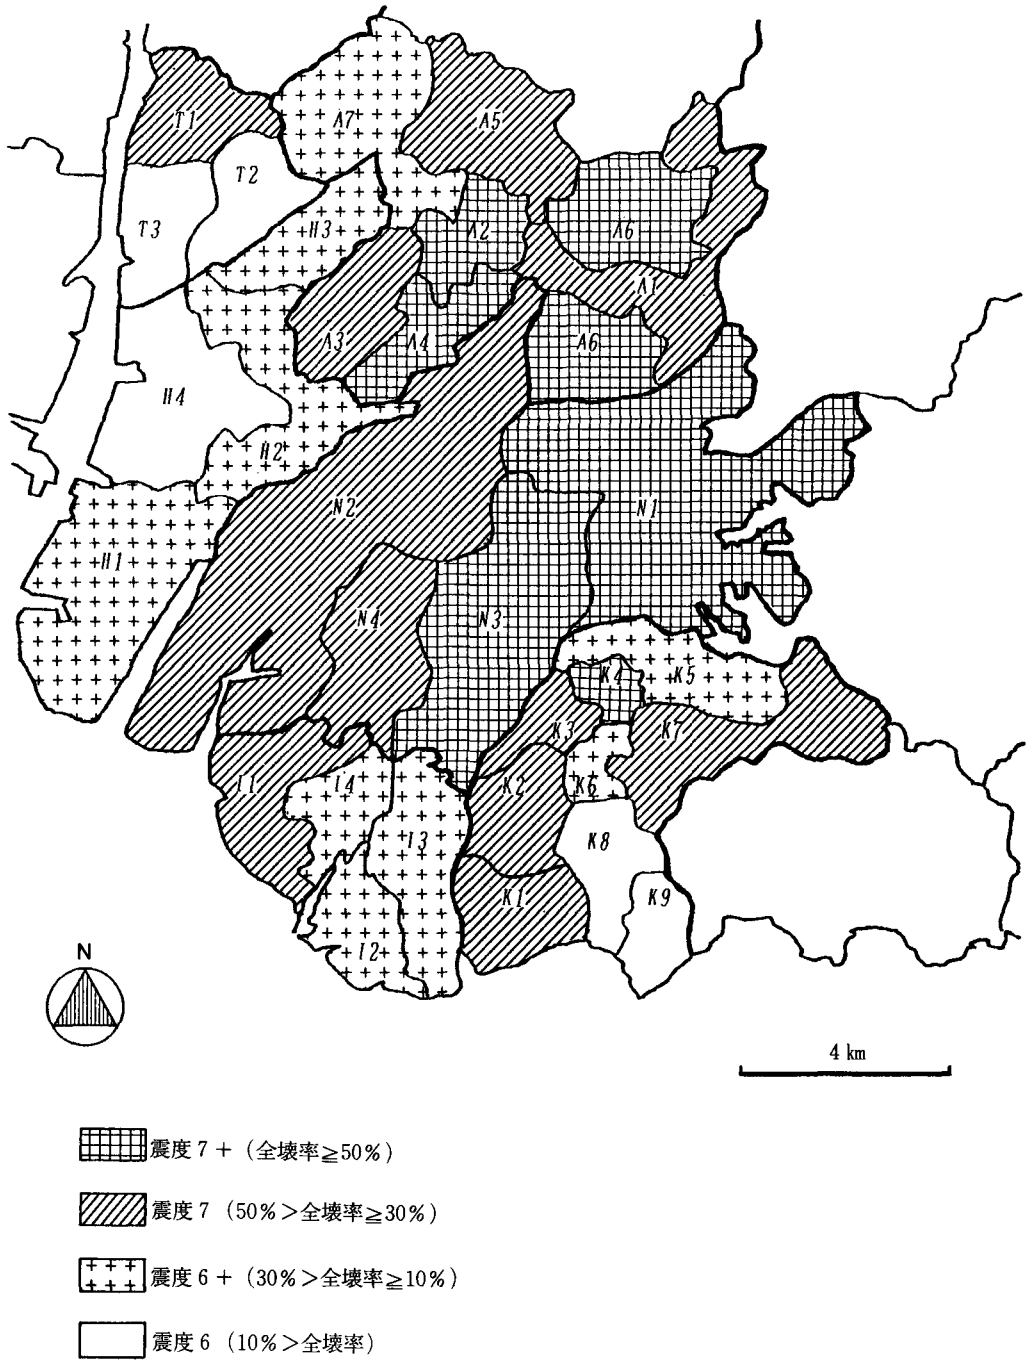 T1
A7
A5
T2
T3
H3
A2
A6
A1
A3
A4
A6
H4
H2
N2
N1
H1
N4
N3
K4
K5
K3
K7
I1
I4
K2
K6
I3
K8
K1
K9
I2
N
4 km
震度7+(全壊率≧50%)
震度7(50%>全壊率≧30%)
震度6+(30%>全壊率≧10%)
震度6(10%>全壊率)